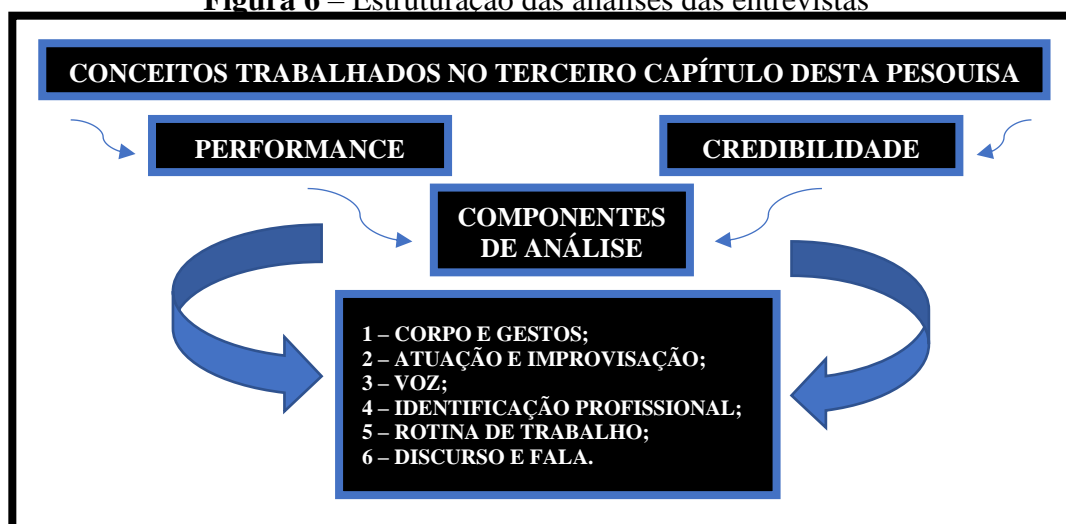 Figura 6 – Estruturação das análises das entrevistas
CONCEITOS TRABALHADOS NO TERCEIRO CAPÍTULO DESTA PESQUISA
PERFORMANCE
CREDIBILIDADE
COMPONENTES
DE ANÁLISE
1 – CORPO E GESTOS;
2 – ATUAÇÃO E IMPROVISAÇÃO;
3 – VOZ;
4 – IDENTIFICAÇÃO PROFISSIONAL;
5 – ROTINA DE TRABALHO;
6 – DISCURSO E FALA.